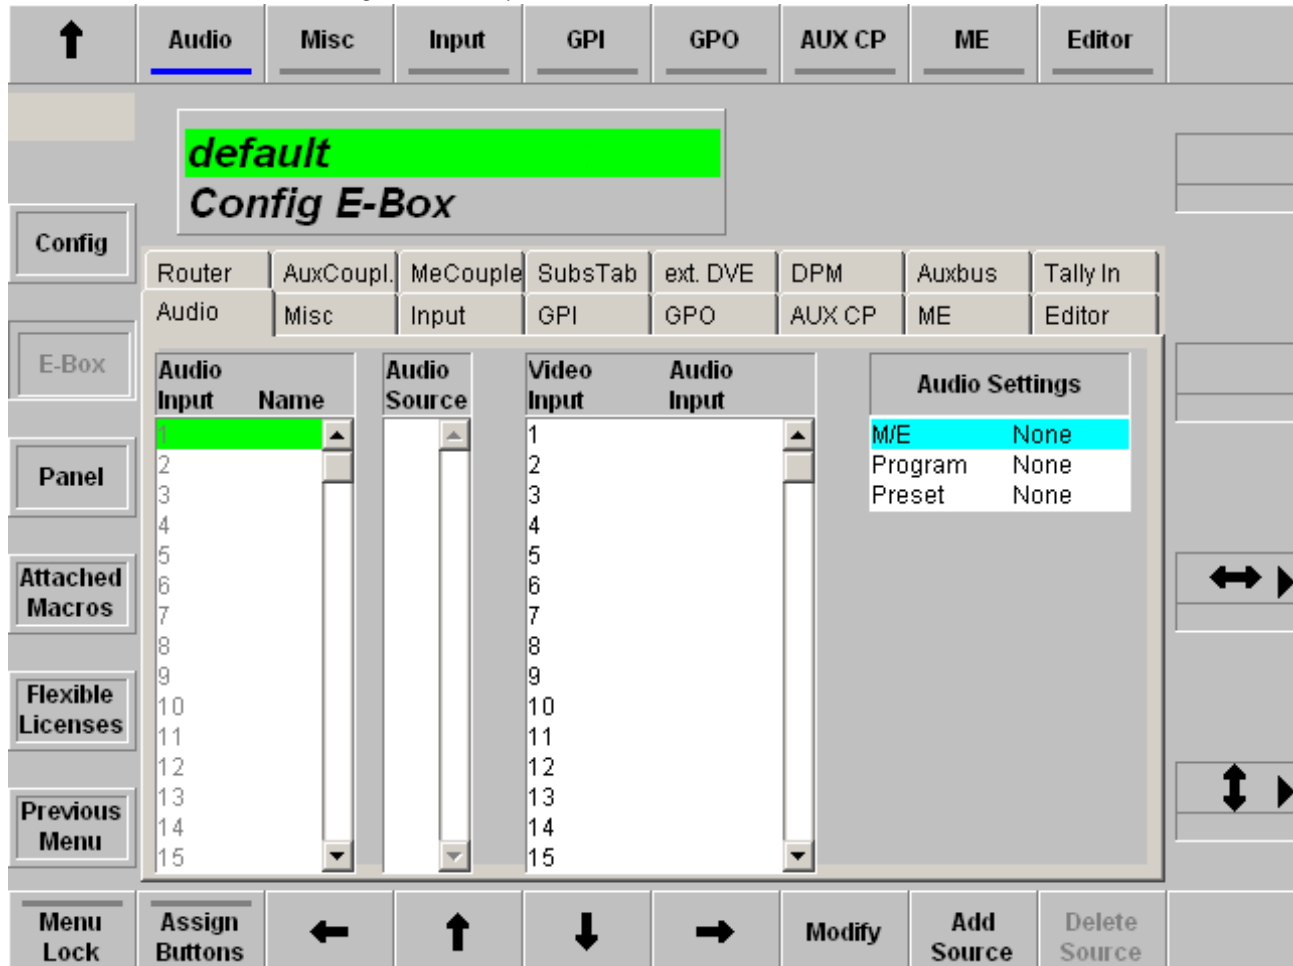 Audio Misc Input GPI GPO AUX CP ME Editor
default
Config E-Box
Config
E-Box
Panel
Attached
Macros
Flexible
Licenses
Previous
Menu
Router AuxCoupl. MeCouple SubsTab ext. DVE DPM Auxbus Tally In
Audio Misc Input GPI GPO AUX CP ME Editor
Audio
Input Name
Audio
Source
Video Audio
Input Input
Audio Settings
1
2
3
4
5
6
7
8
9
10
11
12
13
14
15
1
2
3
4
5
6
7
8
9
10
11
12
13
14
15
M/E None
Program None
Preset None
Menu
Lock
Assign
Buttons
Modify
Add
Source
Delete
Source